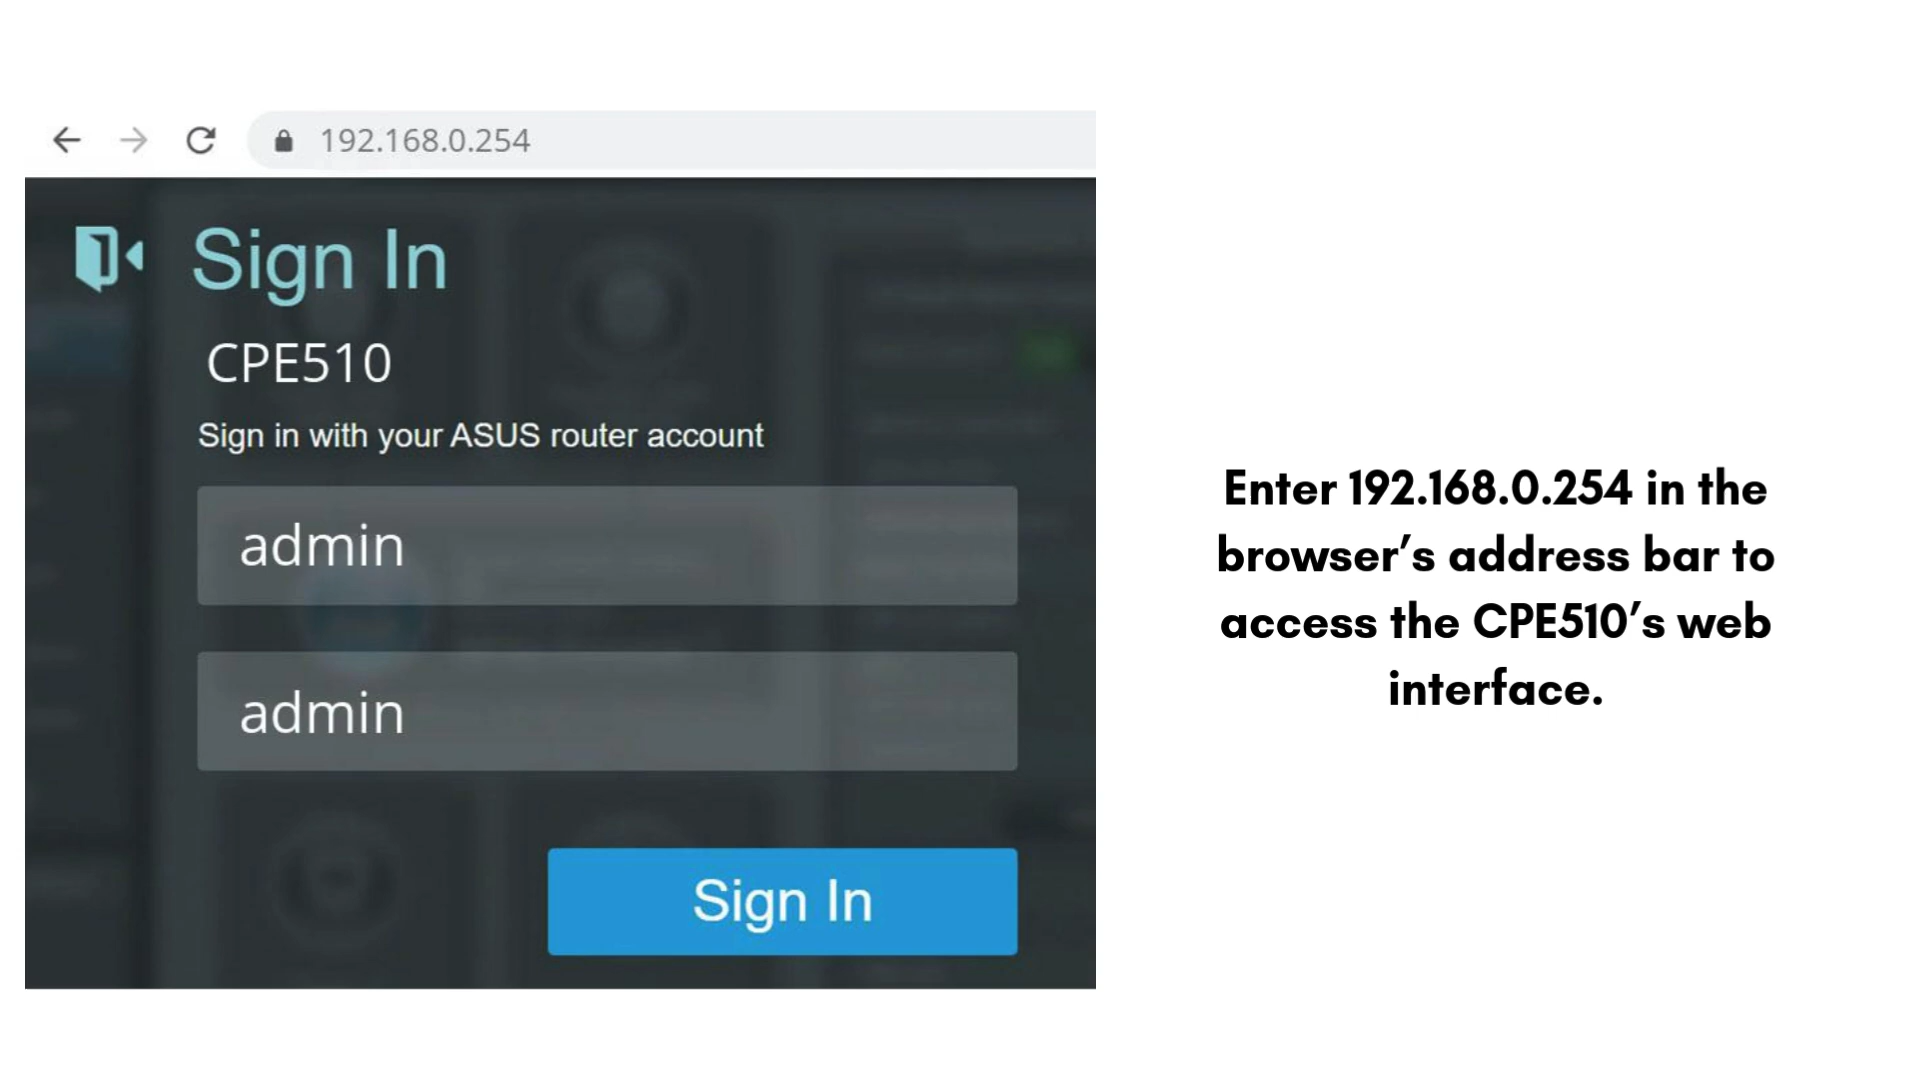 192.168.0.254
Sign In
CPE510
Sign in with your ASUS router account
admin
admin
Sign In
Enter 192.168.0.254 in the
browser’s address bar to
access the CPE510’s web
interface.